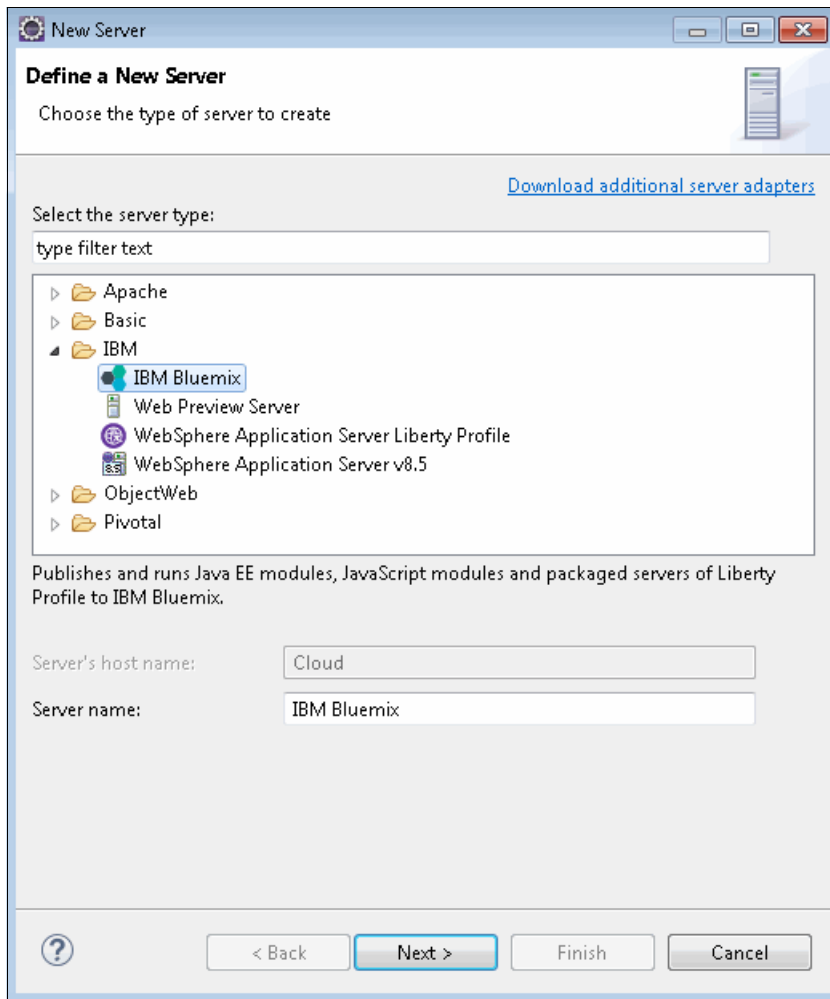 New Server
Define a New Server
Choose the type of server to create
Download additional server adapters
Select the server type:
type filter text
Apache
Basic
IBM
IBM Bluemix
Web Preview Server
WebSphere Application Server Liberty Profile
8.5 WebSphere Application Server v8.5
ObjectWeb
Pivotal
Publishes and runs Java EE modules, JavaScript modules and packaged servers of Liberty
Profile to IBM Bluemix.
Server's host name: Cloud
Server name: IBM Bluemix
? < Back Next > Finish Cancel